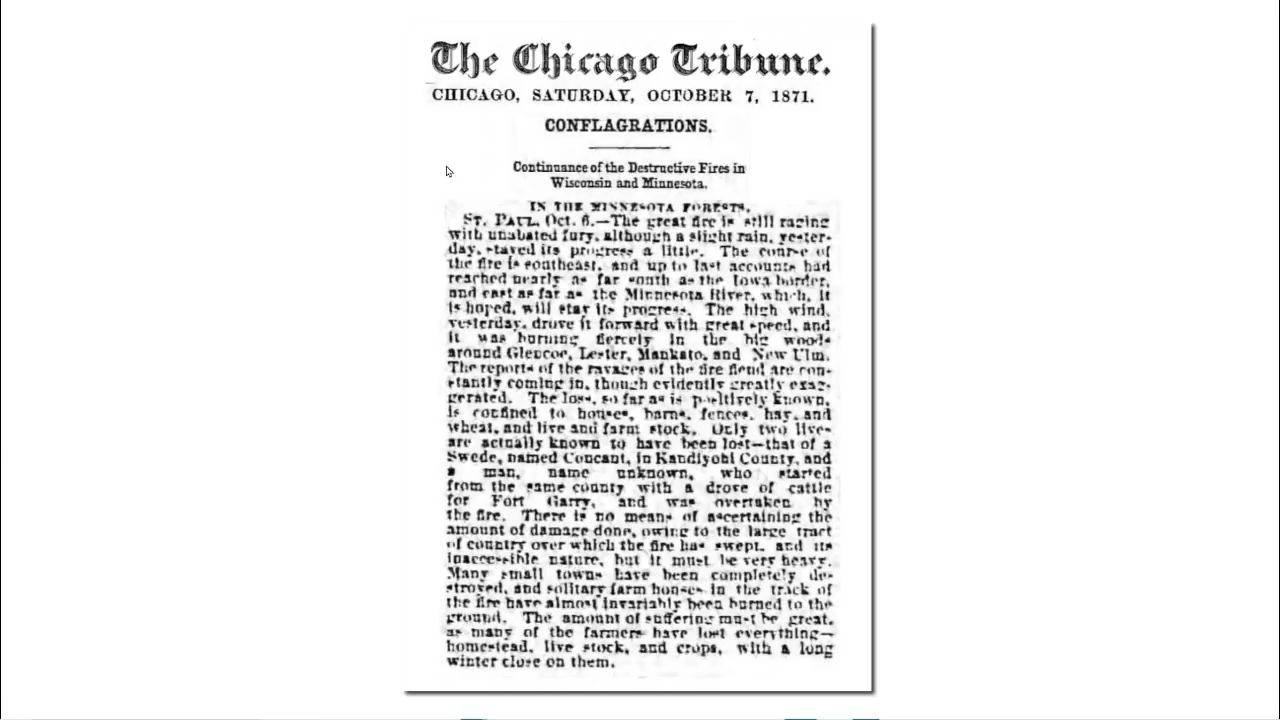 The Chicago Tribune.
CHICAGO, SATURDAY, OCTOBER 7, 1871.
CONFLAGRATIONS.
Continuance of the Destructive Fires in
Wisconsin and Minnesota.
IN THE MINNESOTA FORESTS.
ST. PAUL, Oct. 6.—The great fire is still raging
with unabated fury, although a slight rain, yester-
day, stayed its progress a little. The course of
the fire is southeast, and up to last accounts had
reached nearly as far south as the Iowa border,
and east as far as the Minnesota River, which, it
is hoped, will stay its progress. The high wind,
yesterday, drove it forward with great speed, and
it was burning fiercely in the big woods
around Glencoe, Lester, Mankato, and New Ulm.
The reports of the ravages of the fire fiend are con-
stantly coming in, though evidently greatly exag-
gerated. The loss, so far as is positively known,
is confined to houses, barns, fences, hay, and
wheat, and live and farm stock. Only two lives
are actually known to have been lost—that of a
Swede, named Concant, in Kandiyohi County, and
a man, name unknown, who started
from the same county with a drove of cattle
for Fort Garry, and was overtaken by
the fire. There is no means of ascertaining the
amount of damage done, owing to the large tract
of country over which the fire has swept, and its
inaccessible nature, but it must be very heavy.
Many small towns have been completely de-
stroyed, and solitary farm houses in the track of
the fire have almost invariably been burned to the
ground. The amount of suffering must be great,
as many of the farmers have lost everything—
homestead, live stock, and crops, with a long
winter close on them.